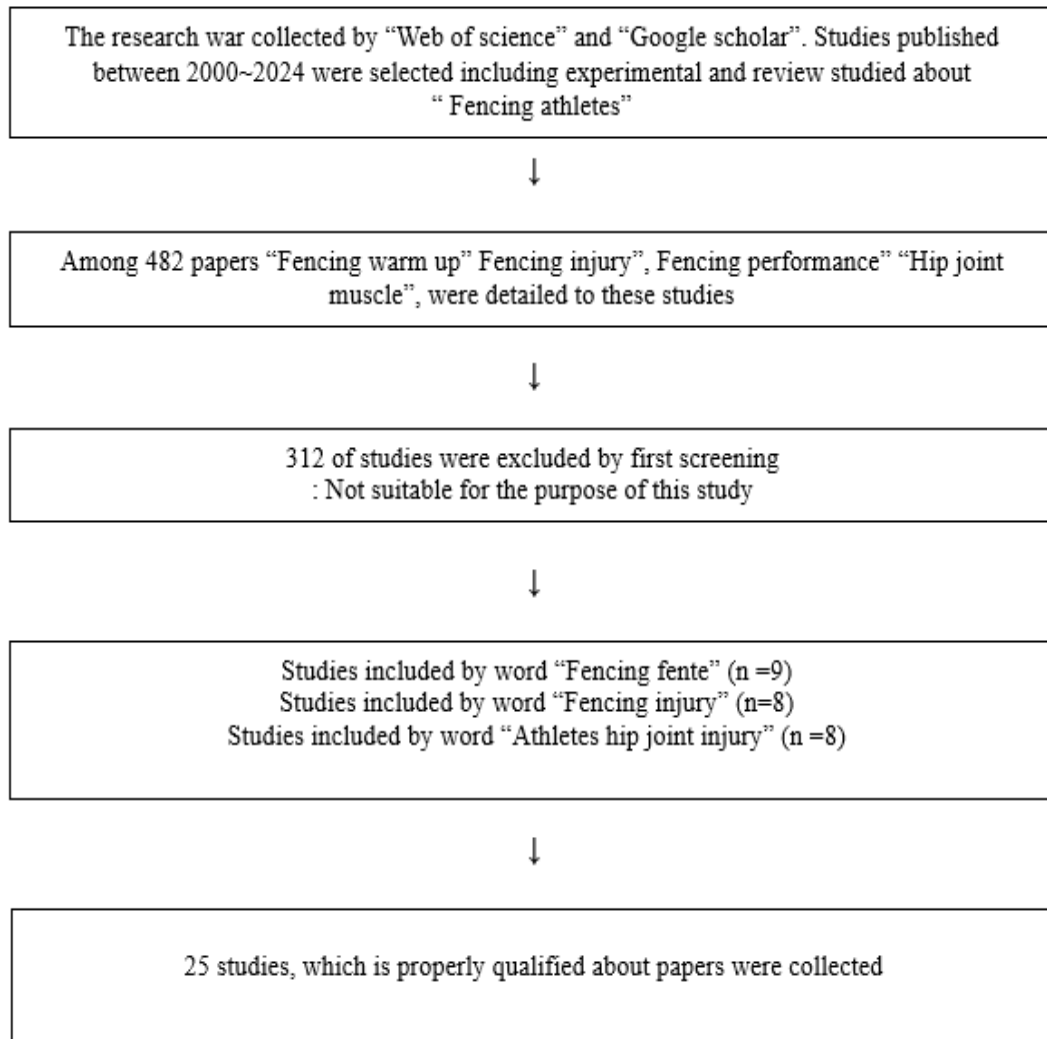 The research war collected by “Web of science” and “Google scholar”. Studies published
between 2000~2024 were selected including experimental and review studied about
“ Fencing athletes”
↓
Among 482 papers “Fencing warm up” Fencing injury”, Fencing performance” “Hip joint
muscle”, were detailed to these studies
↓
312 of studies were excluded by first screening
: Not suitable for the purpose of this study
↓
Studies included by word “Fencing fente” (n =9)
Studies included by word “Fencing injury” (n=8)
Studies included by word “Athletes hip joint injury” (n =8)
↓
25 studies, which is properly qualified about papers were collected